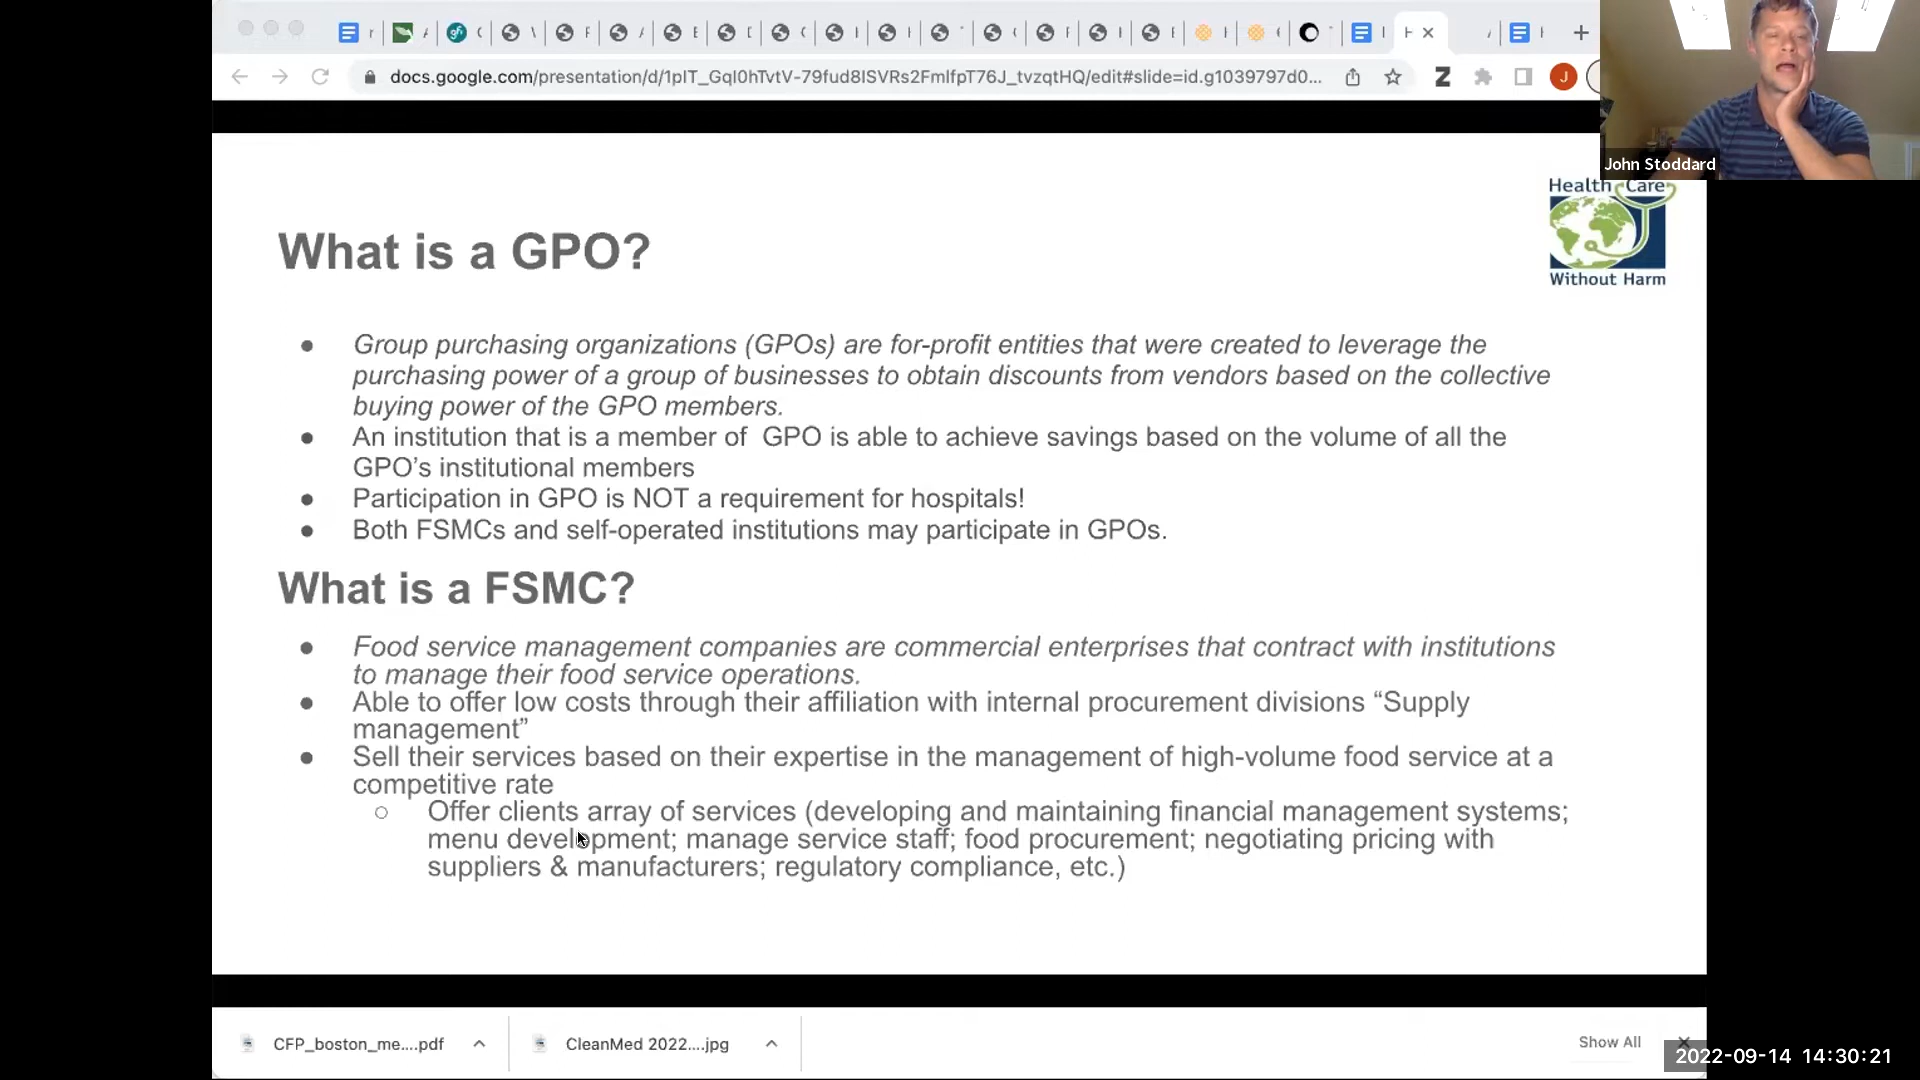 docs.google.com/presentation/d/1pIT_Gql0hTvtV-79fud8ISVRs2FmlfpT76J_tvzqtHQ/edit#slide=id.g1039797d0...
J
John Stoddard
Health Care
Without Harm
What is a GPO?
Group purchasing organizations (GPOs) are for-profit entities that were created to leverage the
purchasing power of a group of businesses to obtain discounts from vendors based on the collective
buying power of the GPO members.
An institution that is a member of GPO is able to achieve savings based on the volume of all the
GPO’s institutional members
Participation in GPO is NOT a requirement for hospitals!
Both FSMCs and self-operated institutions may participate in GPOs.
What is a FSMC?
Food service management companies are commercial enterprises that contract with institutions
to manage their food service operations.
Able to offer low costs through their affiliation with internal procurement divisions “Supply
management”
Sell their services based on their expertise in the management of high-volume food service at a
competitive rate
Offer clients array of services (developing and maintaining financial management systems;
menu development; manage service staff; food procurement; negotiating pricing with
suppliers & manufacturers; regulatory compliance, etc.)
CFP_boston_me....pdf
CleanMed 2022....jpg
Show All
2022-09-14 14:30:21